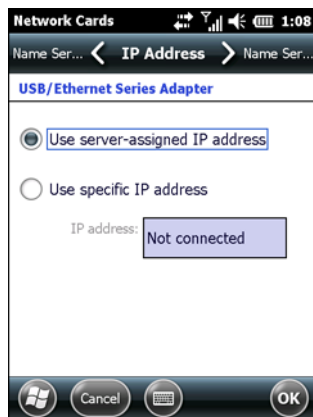 Network Cards 1:08
Name Ser... IP Address Name Ser...
USB/Ethernet Series Adapter
Use server-assigned IP address
Use specific IP address
IP address: Not connected
Cancel OK